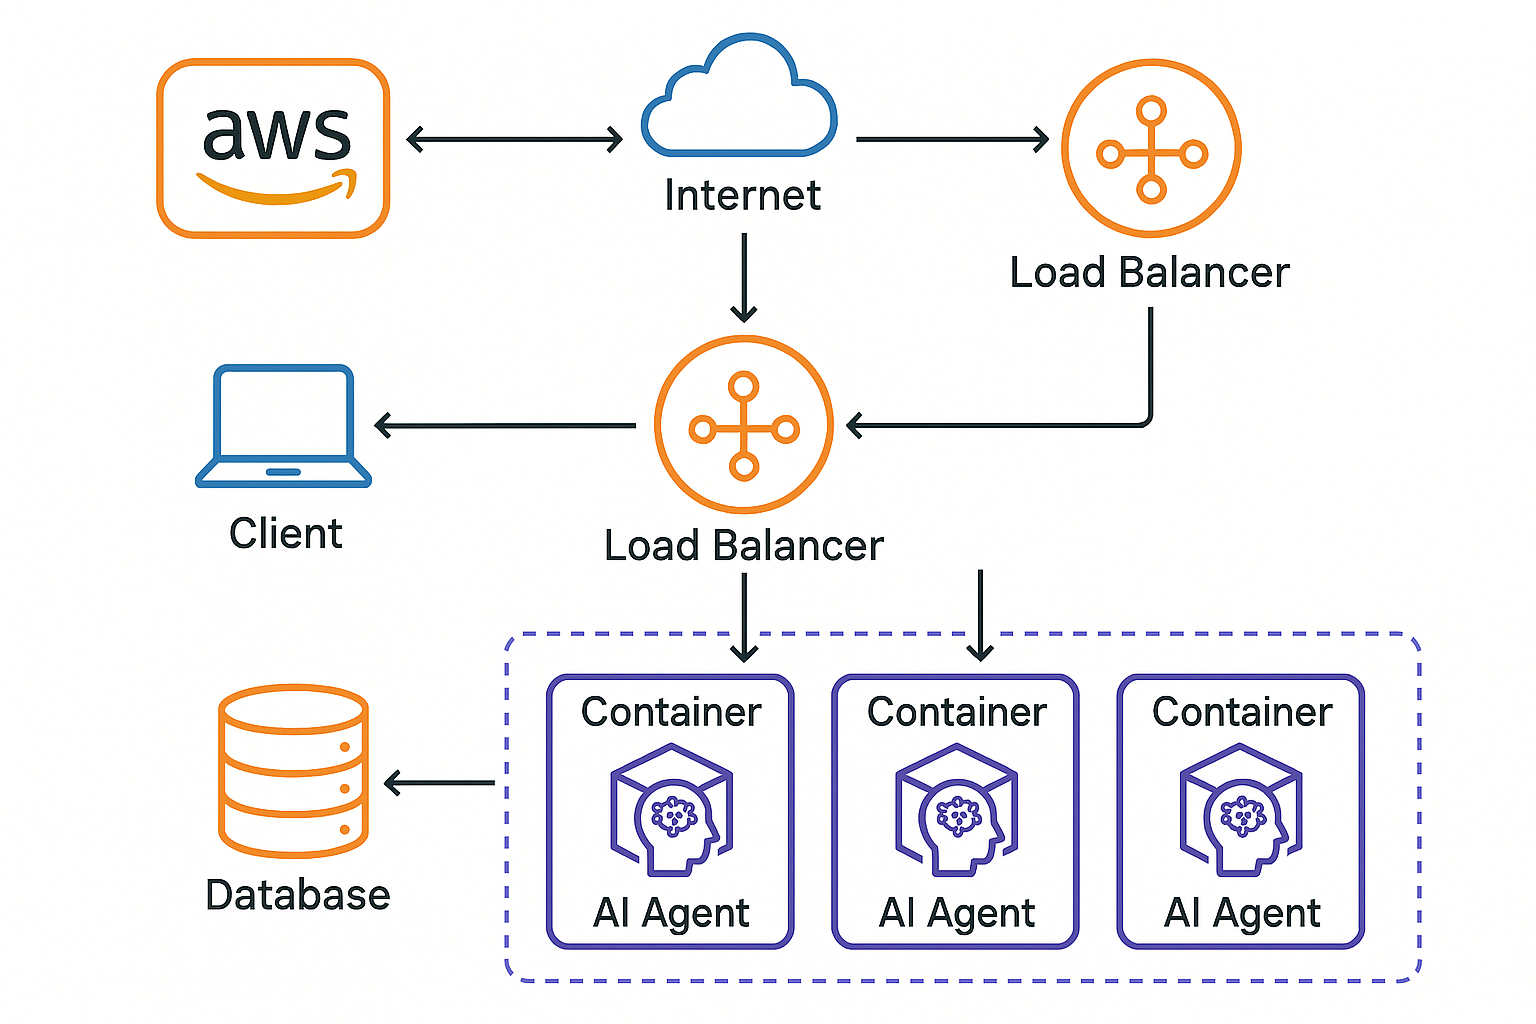 aws
Internet
Load Balancer
Client
Load Balancer
Database
Container
AI Agent
Container
AI Agent
Container
AI Agent